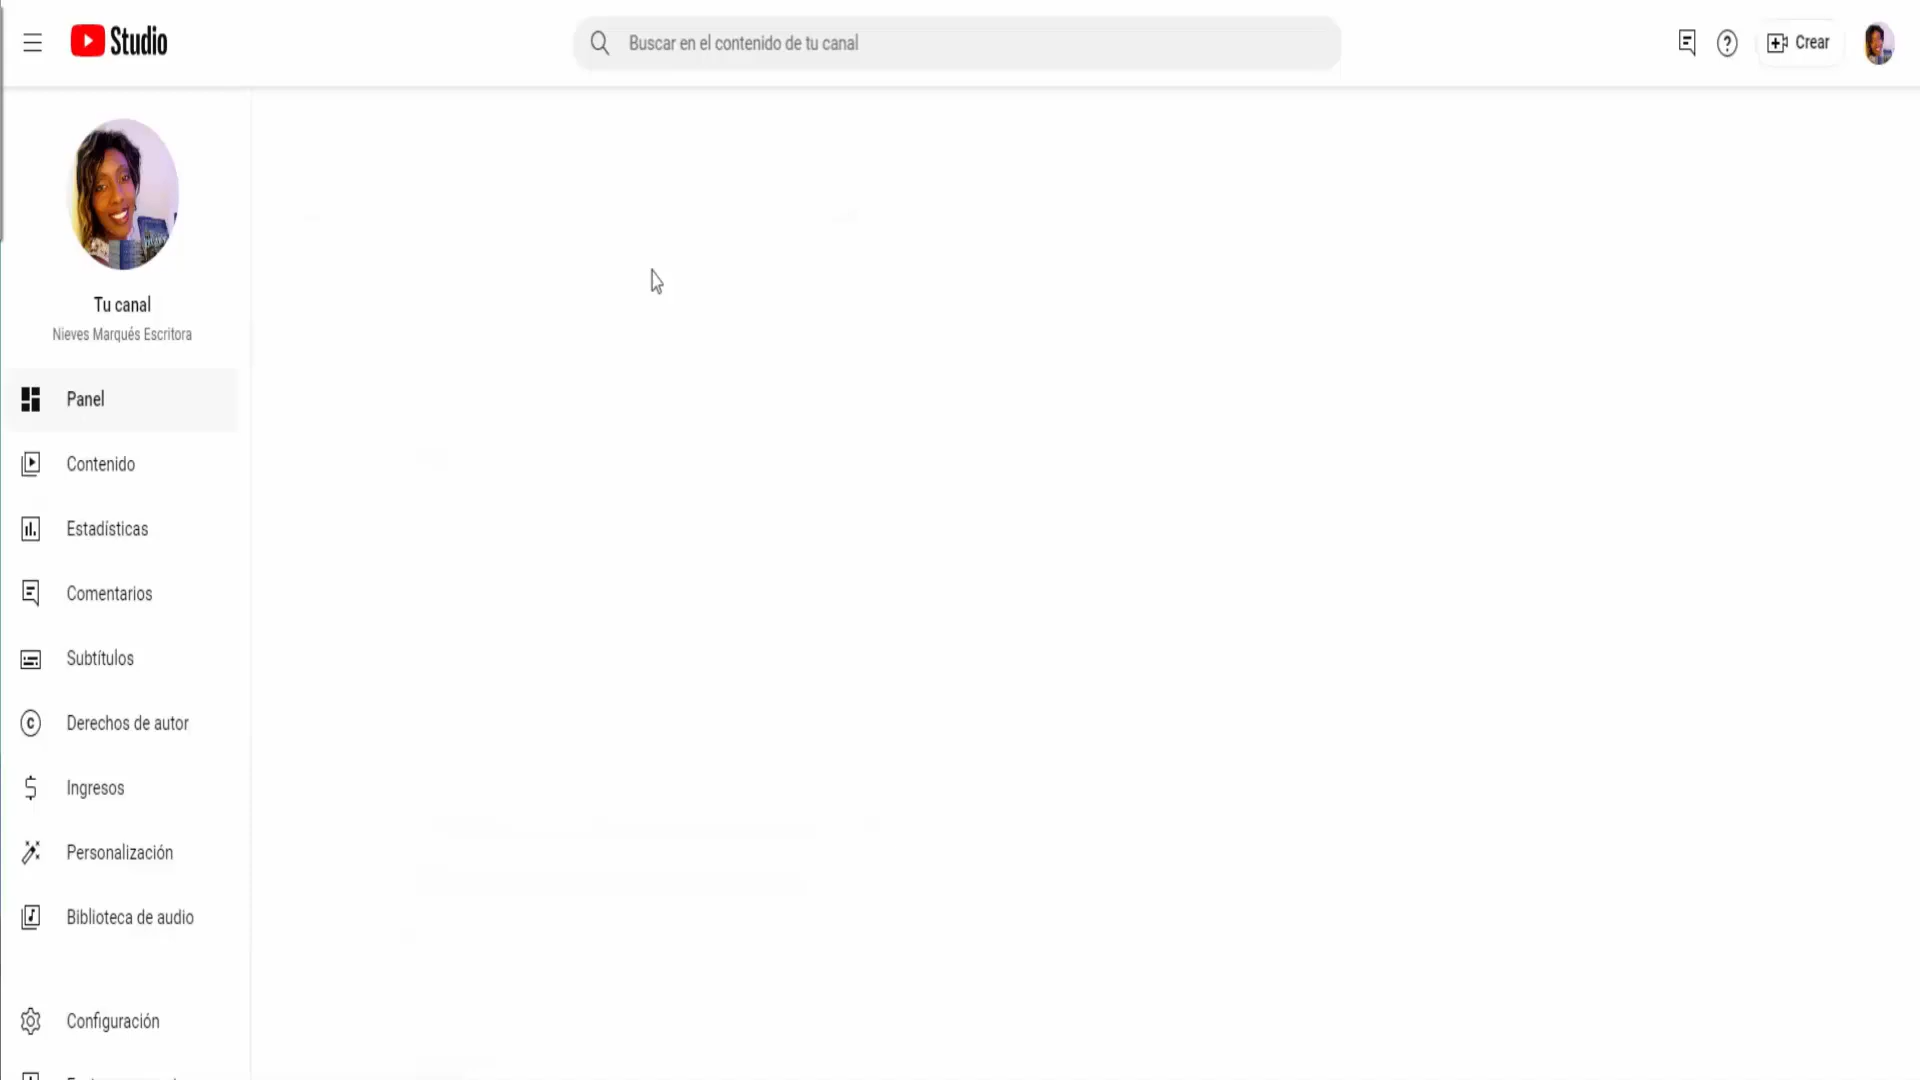 Studio
Buscar en el contenido de tu canal
Crear
Tu canal
Nieves Marqués Escritora
Panel
Contenido
Estadísticas
Comentarios
Subtítulos
Derechos de autor
Ingresos
Personalización
Biblioteca de audio
Configuración